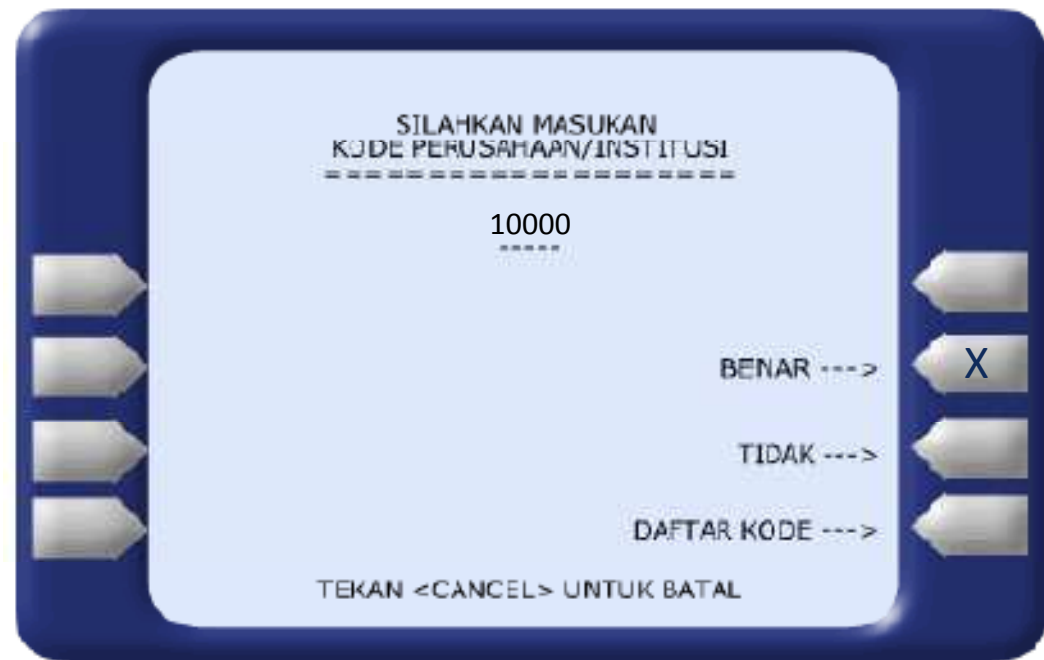 SILAHKAN MASUKAN
KODE PERUSAHAAN/INSTITUSI
=====================
10000
-----
BENAR --->
X
TIDAK --->
DAFTAR KODE --->
TEKAN <CANCEL> UNTUK BATAL